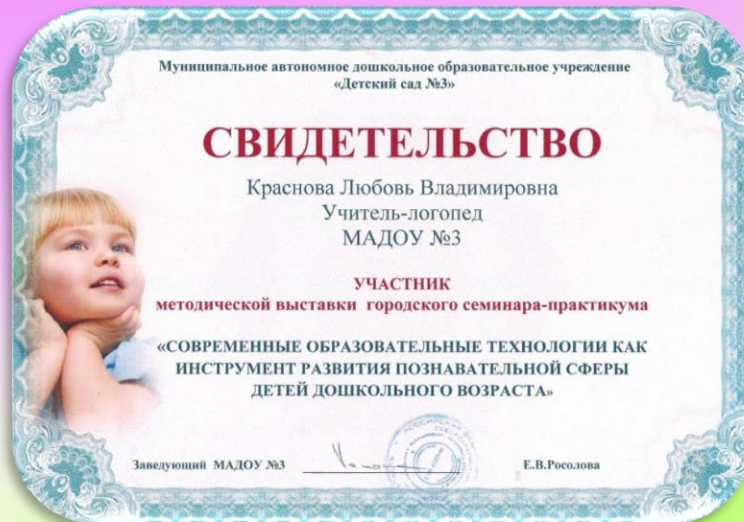 Муниципальное автономное дошкольное образовательное учреждение
«Детский сад №3»
СВИДЕТЕЛЬСТВО
Краснова Любовь Владимировна
Учитель-логопед
МАДОУ №3
УЧАСТНИК
методической выставки городского семинара-практикума
«СОВРЕМЕННЫЕ ОБРАЗОВАТЕЛЬНЫЕ ТЕХНОЛОГИИ КАК
ИНСТРУМЕНТ РАЗВИТИЯ ПОЗНАВАТЕЛЬНОЙ СФЕРЫ
ДЕТЕЙ ДОШКОЛЬНОГО ВОЗРАСТА»
Заведующий МАДОУ №3 Е.В.Росолова